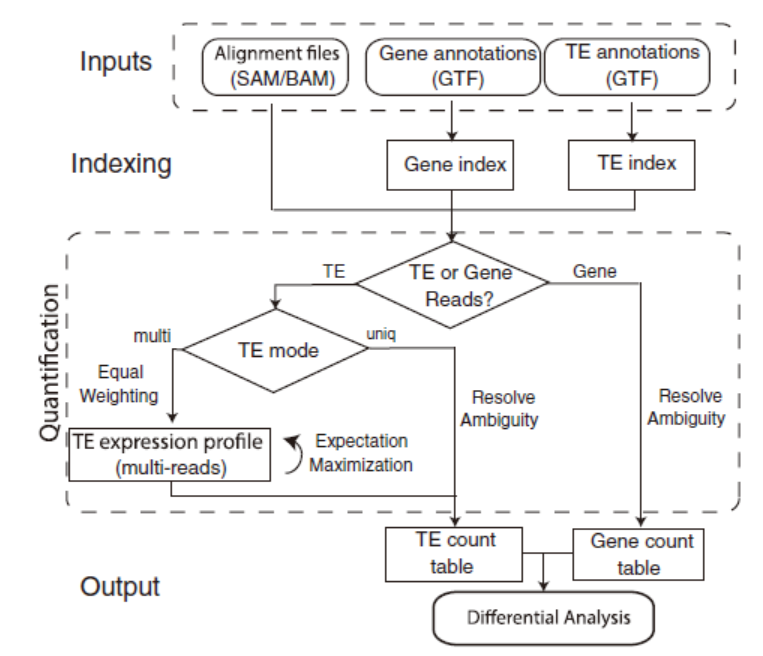 Inputs
Alignment files
(SAM/BAM)
Gene annotations
(GTF)
TE annotations
(GTF)
Indexing
Gene index
TE index
Quantification
TE or Gene
Reads?
TE
Gene
TE mode
multi
uniq
Equal
Weighting
Resolve
Ambiguity
Resolve
Ambiguity
TE expression profile
(multi-reads)
Expectation
Maximization
TE count
table
Gene count
table
Output
Differential Analysis